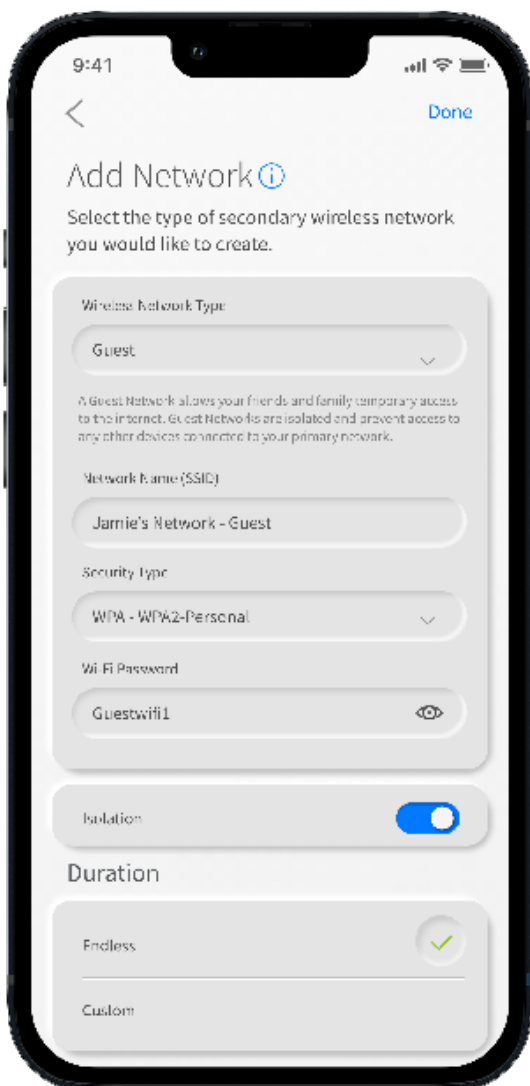 9:41
Done
Add Network
Select the type of secondary wireless network
you would like to create.
Wireless Network Type
Guest
A Guest Network allows your friends and family temporary access
to the internet. Guest Networks are isolated and prevent access to
any other devices connected to your primary network.
Network Name (SSID)
Jamie's Network - Guest
Security Type
WPA - WPA2-Personal
Wi-Fi Password
Guestwifi1
Isolation
Duration
Endless
Custom